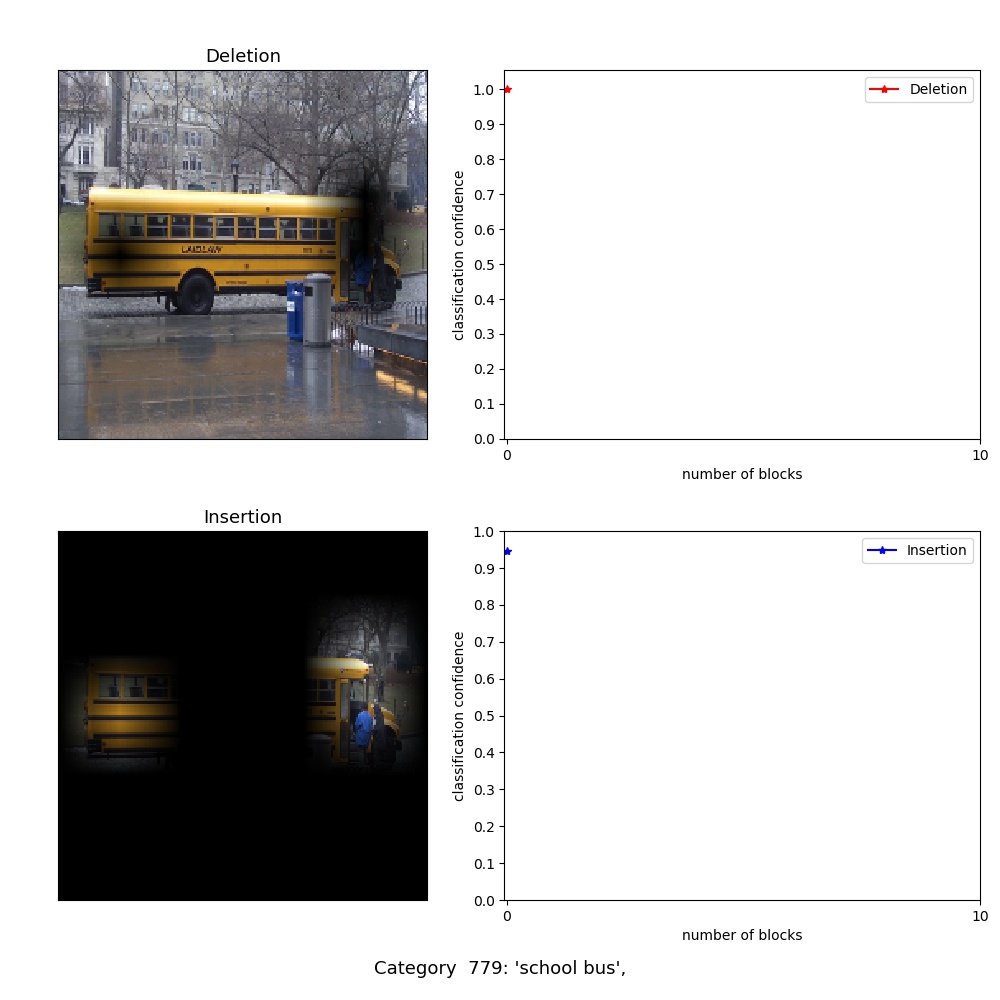 Deletion
1.0
0.9
0.8
0.7
0.6
0.5
0.4
0.3
0.2
0.1
0.0
classification confidence
0
10
number of blocks
Deletion
LAIDLAW
Insertion
1.0
0.9
0.8
0.7
0.6
0.5
0.4
0.3
0.2
0.1
0.0
classification confidence
0
10
number of blocks
Insertion
Category  779: 'school bus',